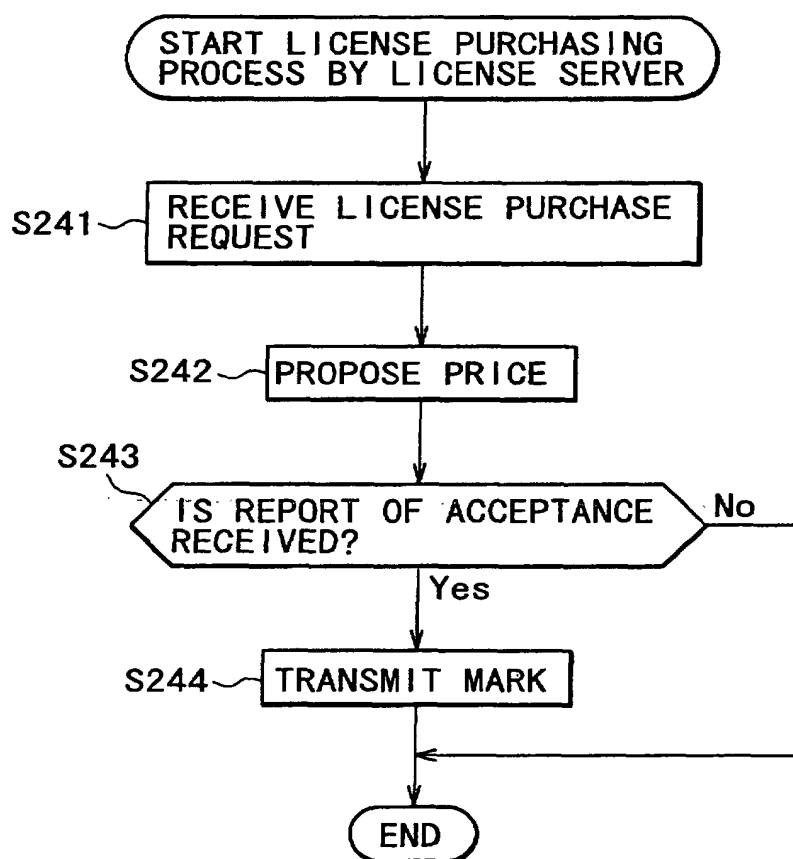 START LICENSE PURCHASING
PROCESS BY LICENSE SERVER
S241
RECEIVE LICENSE PURCHASE
REQUEST
S242
PROPOSE PRICE
S243
IS REPORT OF ACCEPTANCE
RECEIVED?
No
Yes
S244
TRANSMIT MARK
END